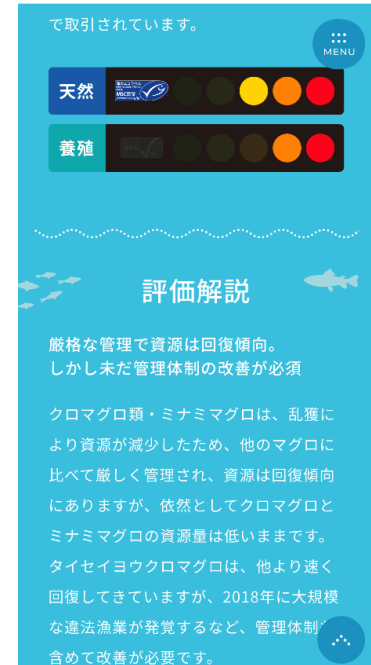 で取引されています。
MENU
天然
養殖
評価解説
厳格な管理で資源は回復傾向。
しかし未だ管理体制の改善が必須
クロマグロ類・ミナミマグロは、乱獲に
より資源が減少したため、他のマグロに
比べて厳しく管理され、資源は回復傾向
にありますが、依然としてクロマグロと
ミナミマグロの資源量は低いままです。
タイセイヨウクロマグロは、他より速く
回復してきていますが、2018年に大規模
な違法漁業が発覚するなど、管理体制
含めて改善が必要です。